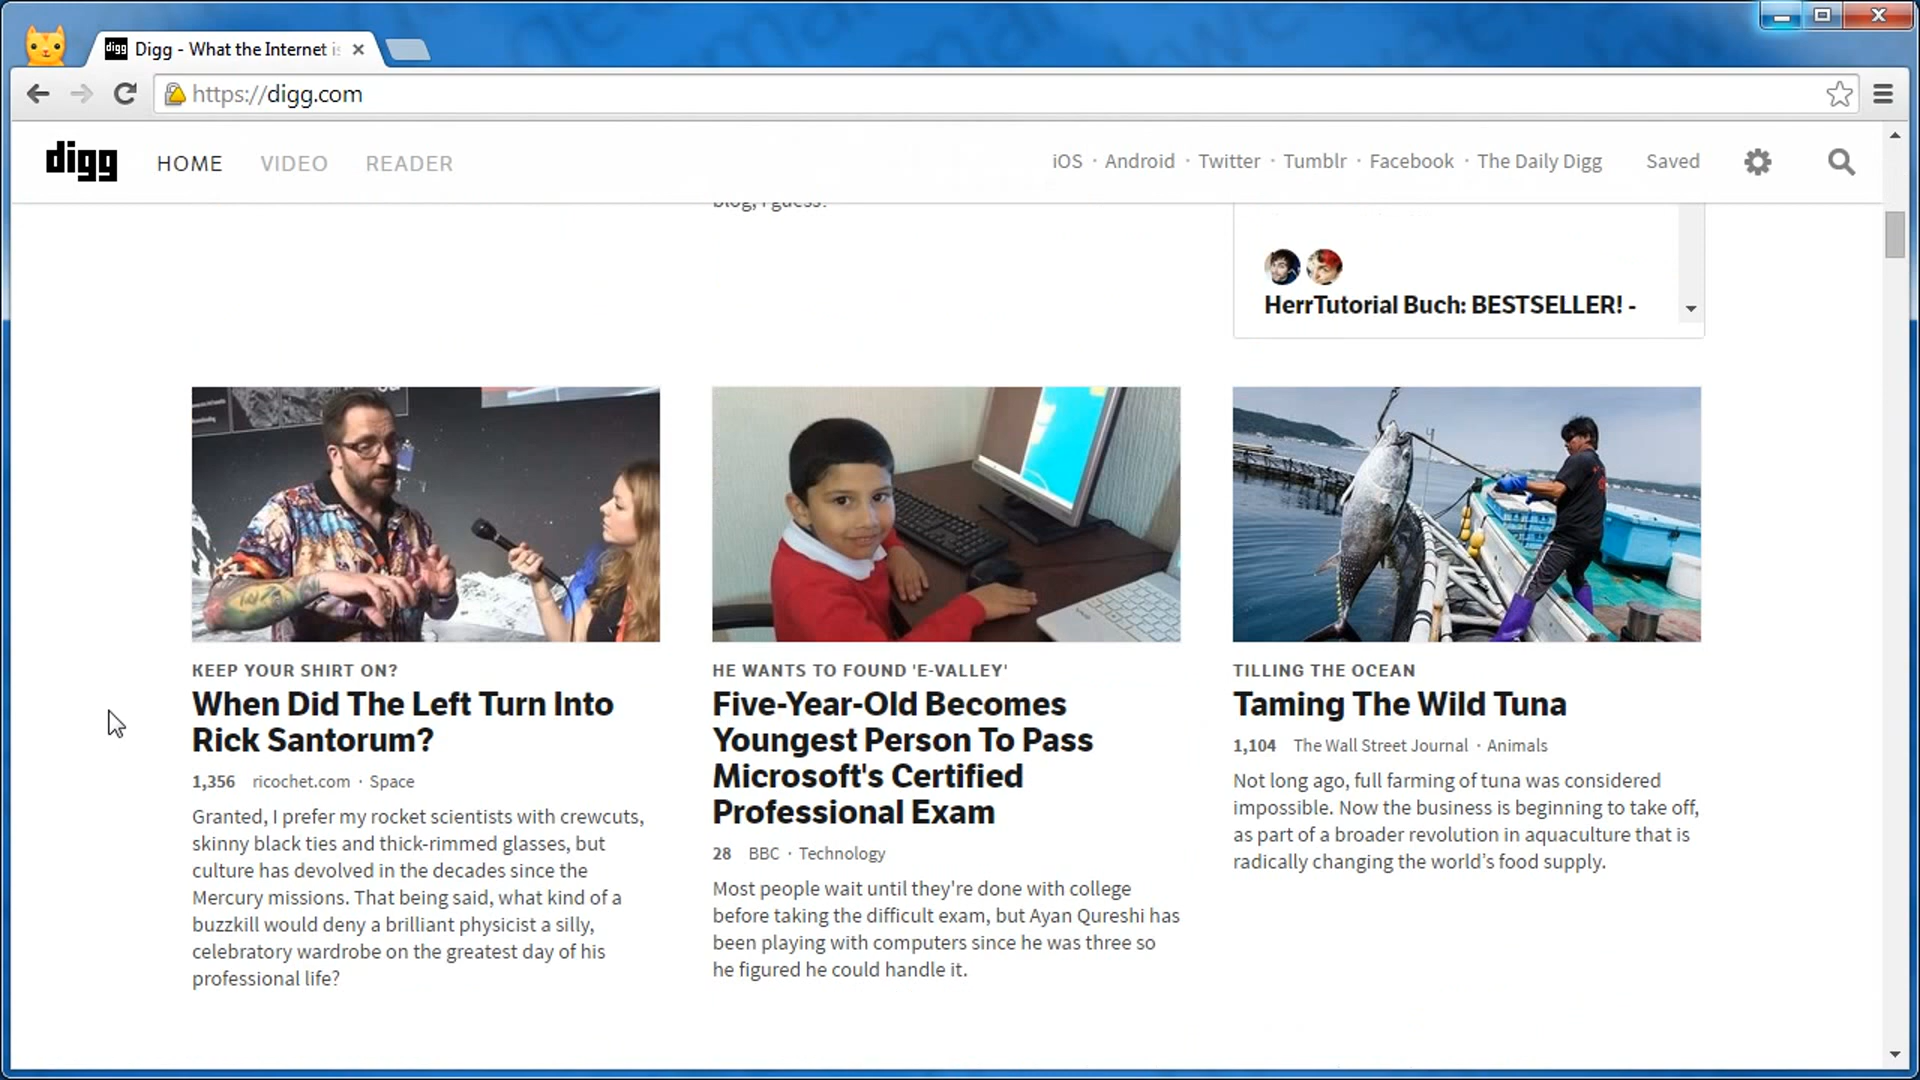 digg Digg - What the Internet is
https://digg.com
digg HOME VIDEO READER iOS · Android · Twitter · Tumblr · Facebook · The Daily Digg Saved
blog, I guess?
HerrTutorial Buch: BESTSELLER! -
KEEP YOUR SHIRT ON?
When Did The Left Turn Into
Rick Santorum?
1,356 ricochet.com · Space
Granted, I prefer my rocket scientists with crewcuts,
skinny black ties and thick-rimmed glasses, but
culture has devolved in the decades since the
Mercury missions. That being said, what kind of a
buzzkill would deny a brilliant physicist a silly,
celebratory wardrobe on the greatest day of his
professional life?
HE WANTS TO FOUND 'E-VALLEY'
Five-Year-Old Becomes
Youngest Person To Pass
Microsoft's Certified
Professional Exam
28 BBC · Technology
Most people wait until they're done with college
before taking the difficult exam, but Ayan Qureshi has
been playing with computers since he was three so
he figured he could handle it.
TILLING THE OCEAN
Taming The Wild Tuna
1,104 The Wall Street Journal · Animals
Not long ago, full farming of tuna was considered
impossible. Now the business is beginning to take off,
as part of a broader revolution in aquaculture that is
radically changing the world's food supply.